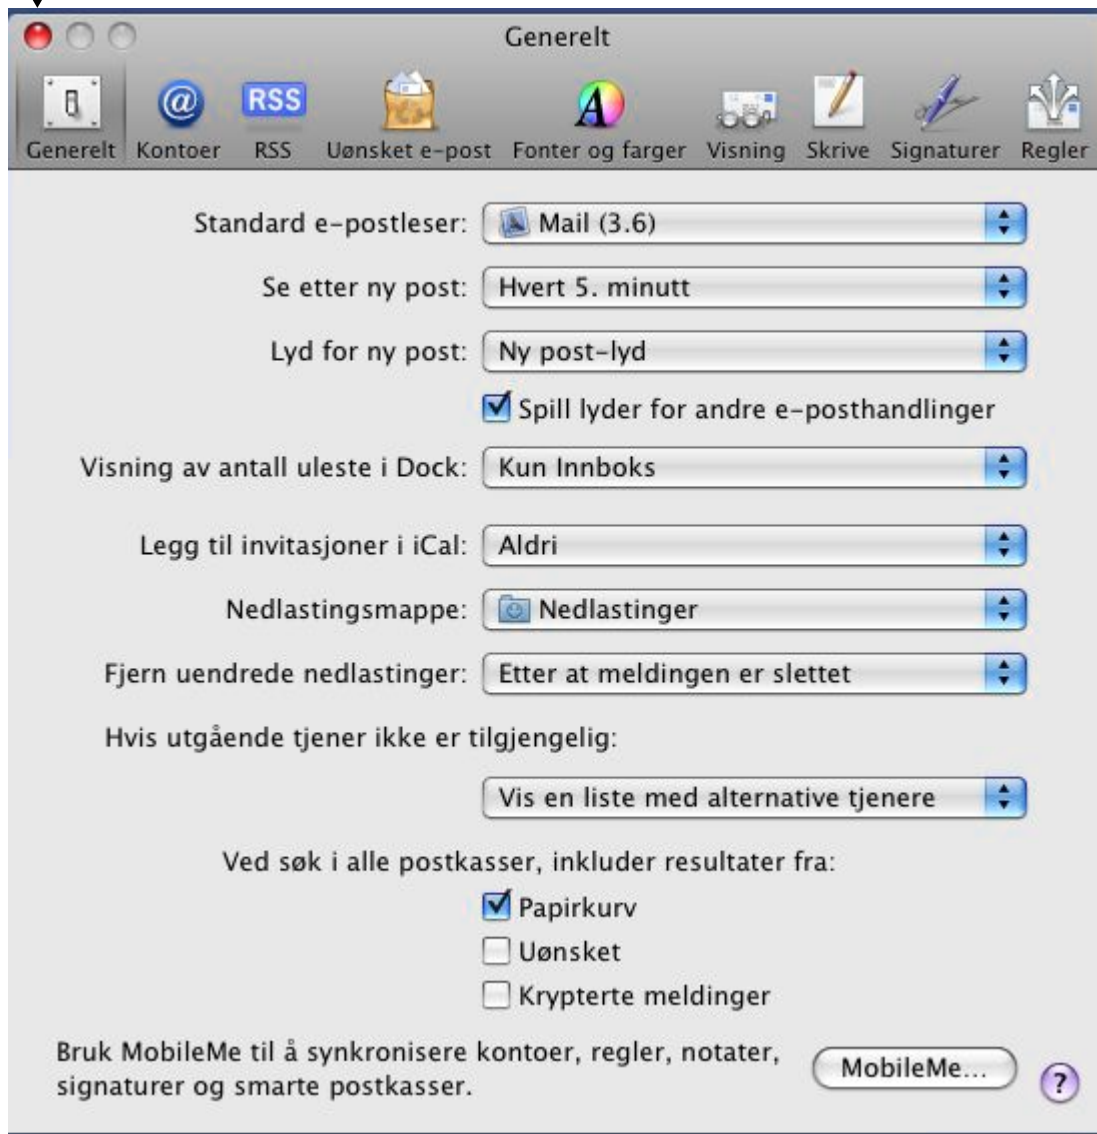 Generelt
@
RSS
A
Generelt Kontoer RSS Uønsket e-post Fonter og farger Visning Skrive Signaturer Regler
Standard e-postleser: Mail (3.6)
Se etter ny post: Hvert 5. minutt
Lyd for ny post: Ny post-lyd
Spill lyder for andre e-posthandlinger
Visning av antall uleste i Dock: Kun Innboks
Legg til invitasjoner i iCal: Aldri
Nedlastingsmappe: Nedlastinger
Fjern uendrede nedlastinger: Etter at meldingen er slettet
Hvis utgående tjener ikke er tilgjengelig:
Vis en liste med alternative tjenere
Ved søk i alle postkasser, inkluder resultater fra:
Papirkurv
Uønsket
Krypterte meldinger
Bruk MobileMe til å synkronisere kontoer, regler, notater,
signaturer og smarte postkasser.
MobileMe... ?